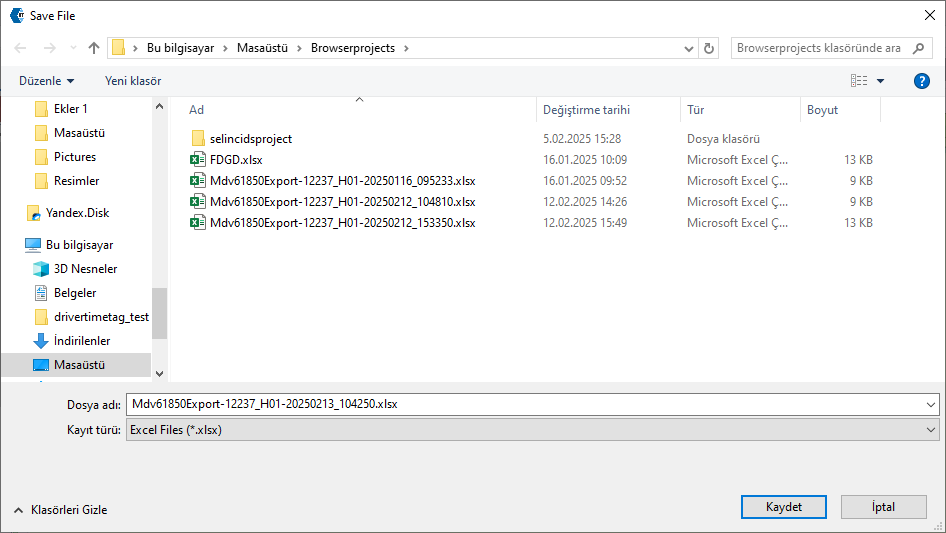 Save File
Bu bilgisayar
Masaüstü
Browserprojects
Browserprojects klasöründe ara
Düzenle
Yeni klasör
?
Ekler 1
Masaüstü
Pictures
Resimler
Yandex.Disk
Bu bilgisayar
3D Nesneler
Belgeler
drivertimetag_test
İndirilenler
Masaüstü
Ad Değiştirme tarihi Tür Boyut
selincidsproject 5.02.2025 15:28 Dosya klasörü
FDGD.xlsx 16.01.2025 10:09 Microsoft Excel Ç... 13 KB
Mdv61850Export-12237_H01-20250116_095233.xlsx 16.01.2025 09:52 Microsoft Excel Ç... 9 KB
Mdv61850Export-12237_H01-20250212_104810.xlsx 12.02.2025 14:26 Microsoft Excel Ç... 9 KB
Mdv61850Export-12237_H01-20250212_153350.xlsx 12.02.2025 15:49 Microsoft Excel Ç... 13 KB
Dosya adı: Mdv61850Export-12237_H01-20250213_104250.xlsx
Kayıt türü: Excel Files (*.xlsx)
Klasörleri Gizle
Kaydet
İptal